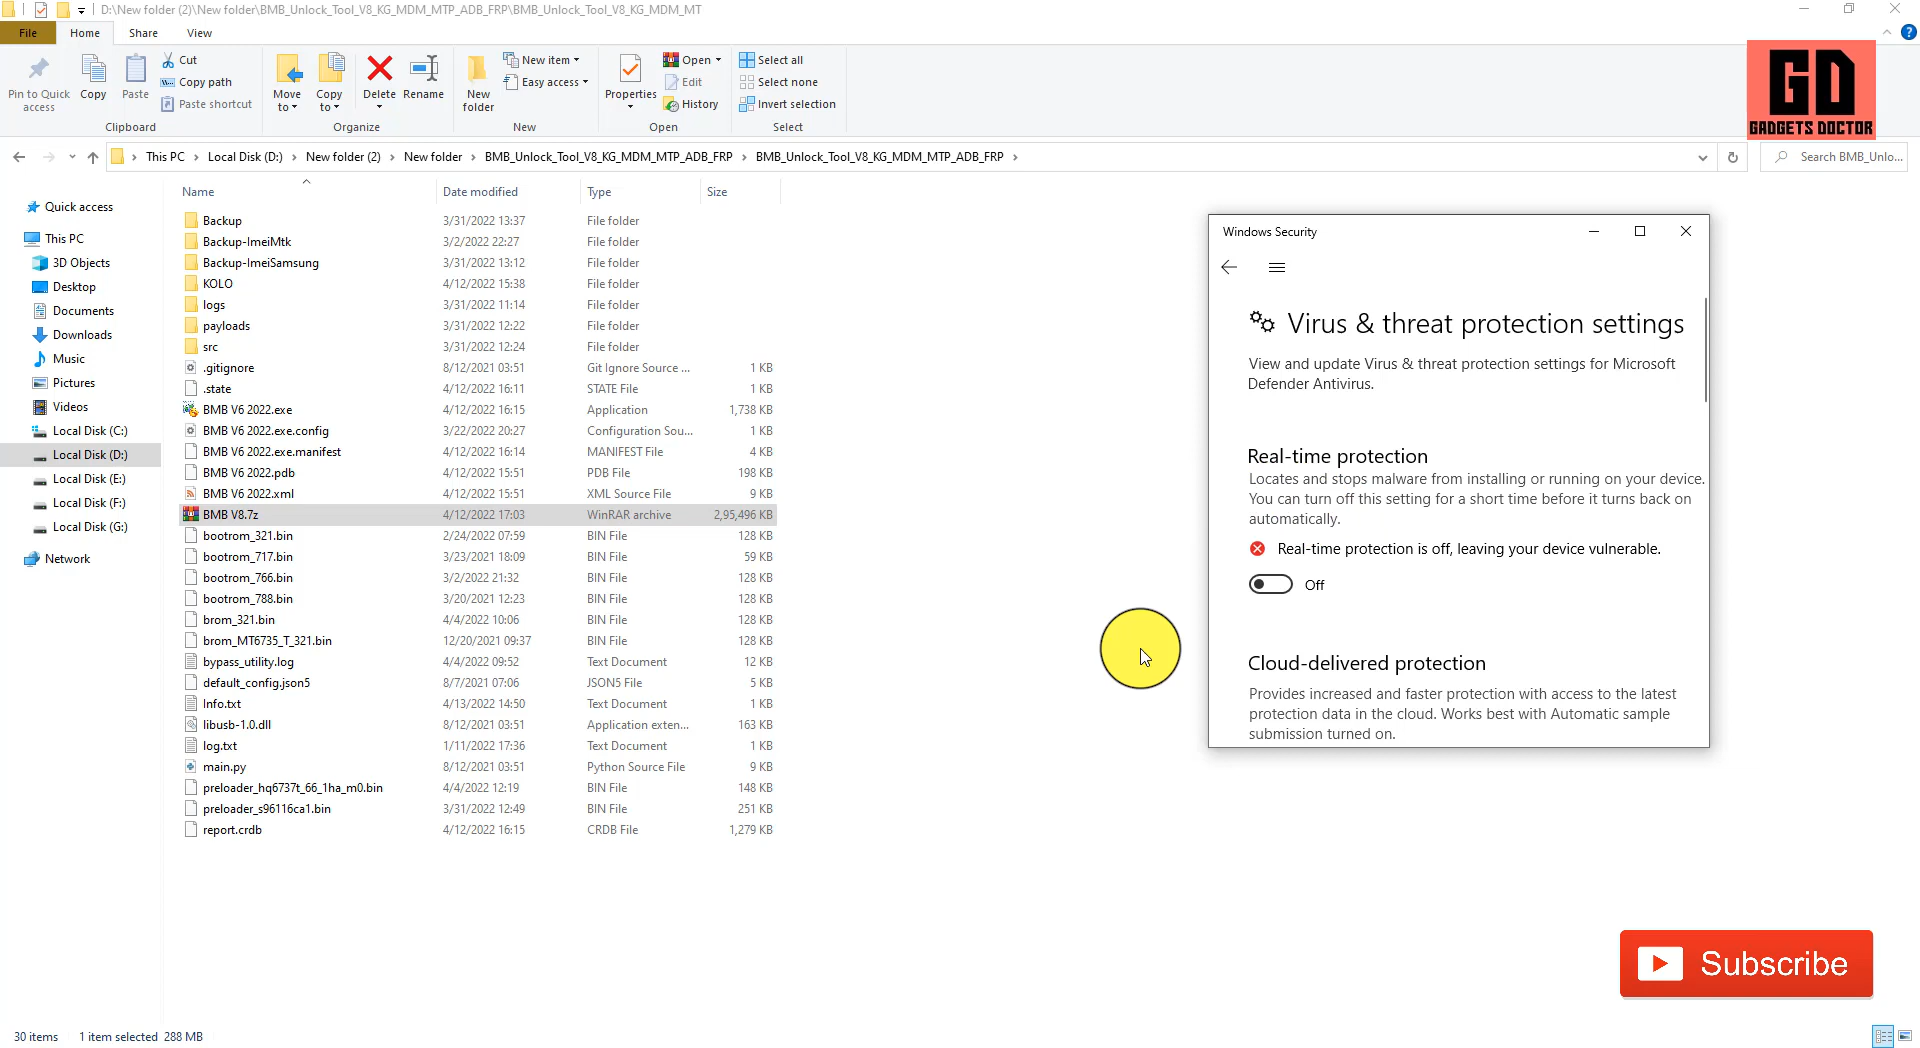 D:\New folder (2)\New folder\BMB_Unlock_Tool_V8_KG_MDM_MTP_ADB_FRP\BMB_Unlock_Tool_V8_KG_MDM_MT
File Home Share View
Pin to Quick access
Copy
Paste
Cut
Copy path
Paste shortcut
Clipboard
Move to
Copy to
Delete
Rename
Organize
New folder
New item
Easy access
New
Properties
Open
Edit
History
Open
Select all
Select none
Invert selection
Select
GD
GADGETS DOCTOR
This PC Local Disk (D:) New folder (2) New folder BMB_Unlock_Tool_V8_KG_MDM_MTP_ADB_FRP BMB_Unlock_Tool_V8_KG_MDM_MTP_ADB_FRP
Search BMB_Unlo...
Quick access
This PC
3D Objects
Desktop
Documents
Downloads
Music
Pictures
Videos
Local Disk (C:)
Local Disk (D:)
Local Disk (E:)
Local Disk (F:)
Local Disk (G:)
Network
Name Date modified Type Size
Backup 3/31/2022 13:37 File folder
Backup-ImeiMtk 3/2/2022 22:27 File folder
Backup-ImeiSamsung 3/31/2022 13:12 File folder
KOLO 4/12/2022 15:38 File folder
logs 3/31/2022 11:14 File folder
payloads 3/31/2022 12:22 File folder
src 3/31/2022 12:24 File folder
.gitignore 8/12/2021 03:51 Git Ignore Source ... 1 KB
.state 4/12/2022 16:11 STATE File 1 KB
BMB V6 2022.exe 4/12/2022 16:15 Application 1,738 KB
BMB V6 2022.exe.config 3/22/2022 20:27 Configuration Sou... 1 KB
BMB V6 2022.exe.manifest 4/12/2022 16:14 MANIFEST File 4 KB
BMB V6 2022.pdb 4/12/2022 15:51 PDB File 198 KB
BMB V6 2022.xml 4/12/2022 15:51 XML Source File 9 KB
BMB V8.7z 4/12/2022 17:03 WinRAR archive 2,95,496 KB
bootrom_321.bin 2/24/2022 07:59 BIN File 128 KB
bootrom_717.bin 3/23/2021 18:09 BIN File 59 KB
bootrom_766.bin 3/2/2022 21:32 BIN File 128 KB
bootrom_788.bin 3/20/2021 12:23 BIN File 128 KB
brom_321.bin 4/4/2022 10:06 BIN File 128 KB
brom_MT6735_T_321.bin 12/20/2021 09:37 BIN File 128 KB
bypass_utility.log 4/4/2022 09:52 Text Document 12 KB
default_config.json5 8/7/2021 07:06 JSON5 File 5 KB
Info.txt 4/13/2022 14:50 Text Document 1 KB
libusb-1.0.dll 8/12/2021 03:51 Application exten... 163 KB
log.txt 1/11/2022 17:36 Text Document 1 KB
main.py 8/12/2021 03:51 Python Source File 9 KB
preloader_hq6737t_66_1ha_m0.bin 4/4/2022 12:19 BIN File 148 KB
preloader_s96116ca1.bin 3/31/2022 12:49 BIN File 251 KB
report.crdb 4/12/2022 16:15 CRDB File 1,279 KB
Windows Security
Virus & threat protection settings
View and update Virus & threat protection settings for Microsoft
Defender Antivirus.
Real-time protection
Locates and stops malware from installing or running on your device.
You can turn off this setting for a short time before it turns back on
automatically.
Real-time protection is off, leaving your device vulnerable.
Off
Cloud-delivered protection
Provides increased and faster protection with access to the latest
protection data in the cloud. Works best with Automatic sample
submission turned on.
Subscribe
30 items 1 item selected 288 MB